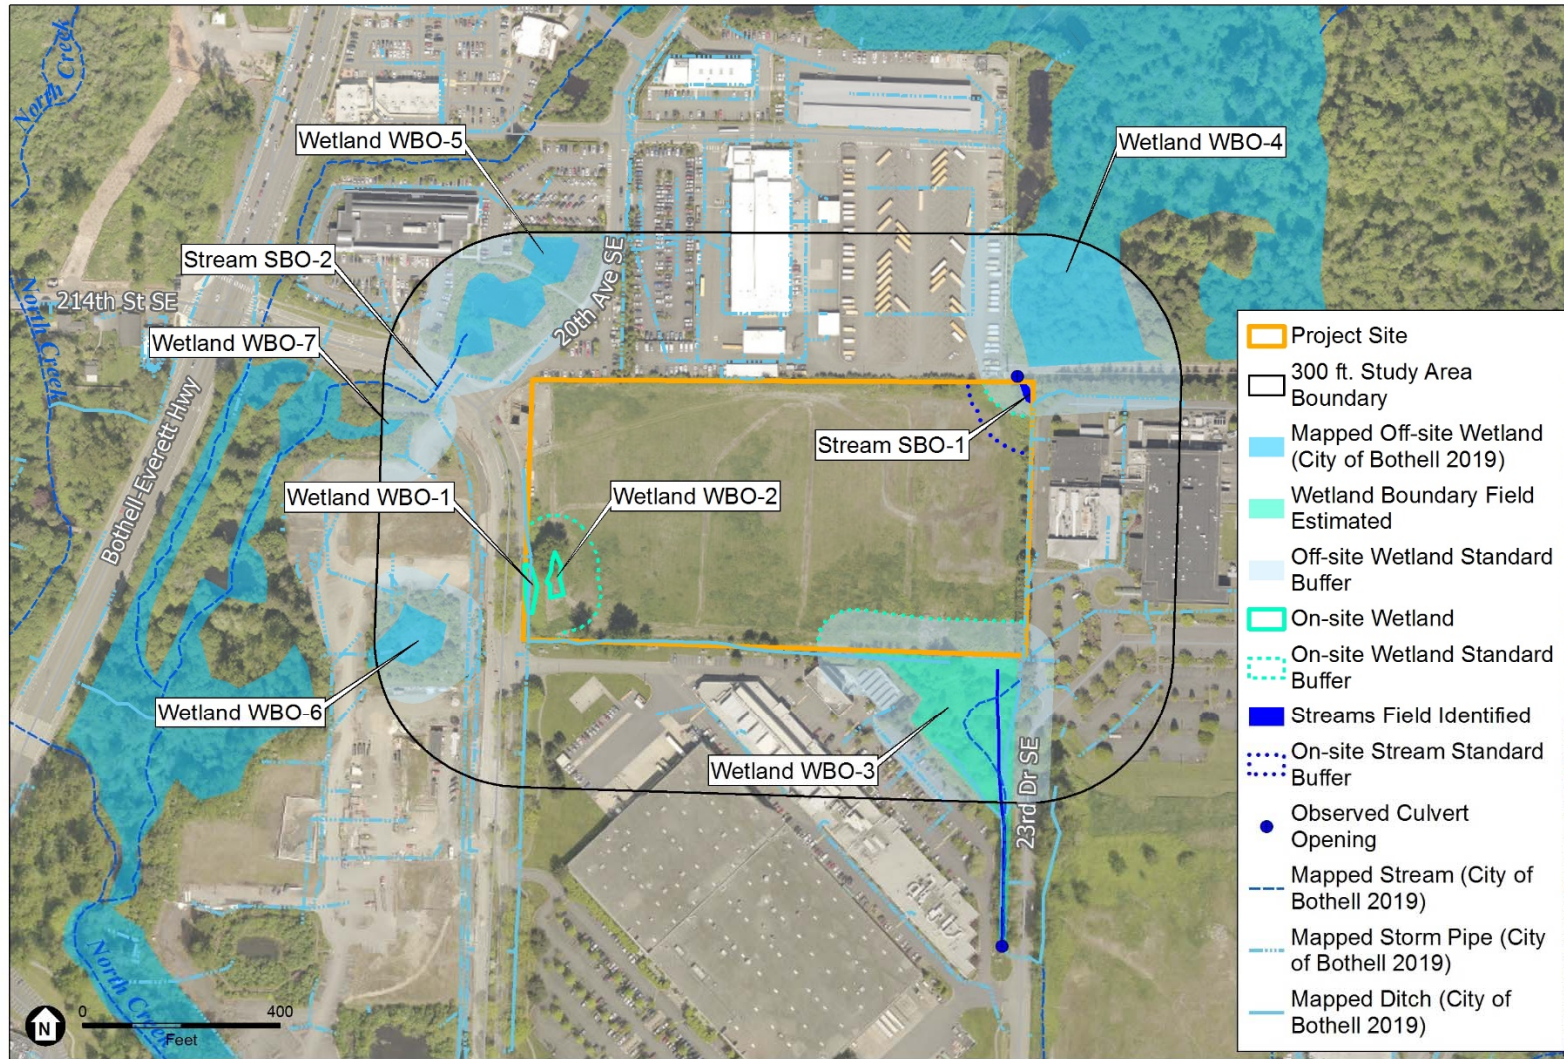 North Creek
Wetland WBO-5
Wetland WBO-4
Stream SBO-2
20th Ave SE
214th St SE
North Creek
Wetland WBO-7
Bothell-Everett Hwy
Stream SBO-1
Wetland WBO-1
Wetland WBO-2
Wetland WBO-6
Wetland WBO-3
23rd Dr SE
North Creek
N
0 400
Feet
Project Site
300 ft. Study Area
Boundary
Mapped Off-site Wetland
(City of Bothell 2019)
Wetland Boundary Field
Estimated
Off-site Wetland Standard
Buffer
On-site Wetland
On-site Wetland Standard
Buffer
Streams Field Identified
On-site Stream Standard
Buffer
Observed Culvert
Opening
Mapped Stream (City of
Bothell 2019)
Mapped Storm Pipe (City
of Bothell 2019)
Mapped Ditch (City of
Bothell 2019)